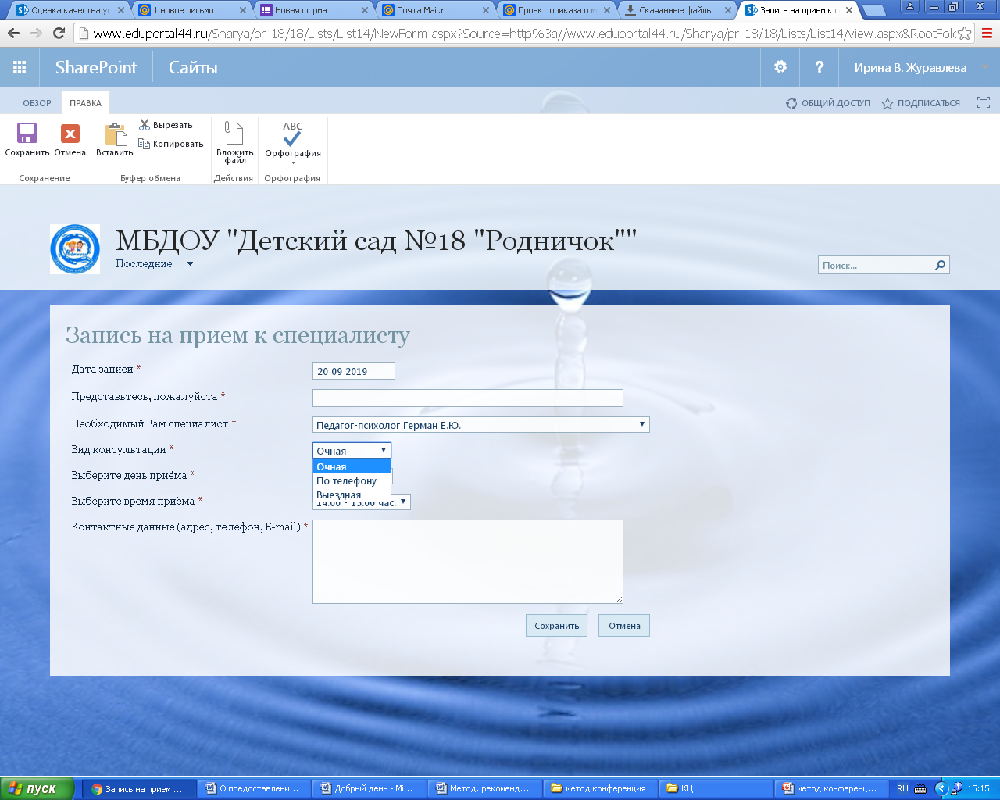 Оценка качества ус
1 новое письмо
Новая форма
Почта Mail.ru
Проект приказа о м
Скачанные файлы
Запись на прием к с
www.eduportal44.ru/Sharya/pr-18/18/Lists/List14/NewForm.aspx?Source=http%3a//www.eduportal44.ru/Sharya/pr-18/18/Lists/List14/view.aspx&RootFol
SharePoint Сайты ? Ирина В. Журавлева
ОБЗОР ПРАВКА ОБЩИЙ ДОСТУП ПОДПИСАТЬСЯ
Сохранить Отмена Вставить
Вырезать
Копировать
Вложить файл
ABC
Орфография
Сохранение Буфер обмена Действия Орфография
МБДОУ "Детский сад №18 "Родничок""
Последние
Поиск...
Запись на прием к специалисту
Дата записи * 20 09 2019
Представьтесь, пожалуйста *
Необходимый Вам специалист * Педагог-психолог Герман Е.Ю.
Вид консультации * Очная
Очная
Выберите день приёма * По телефону
Выездная
Выберите время приёма * 14:00 - 15:00 час.
Контактные данные (адрес, телефон, E-mail) *
Сохранить Отмена
пуск Запись на прием ... О предоставлени... Добрый день - Mi... Метод. рекоменд... метод конференция КЦ метод конференц... RU 15:15